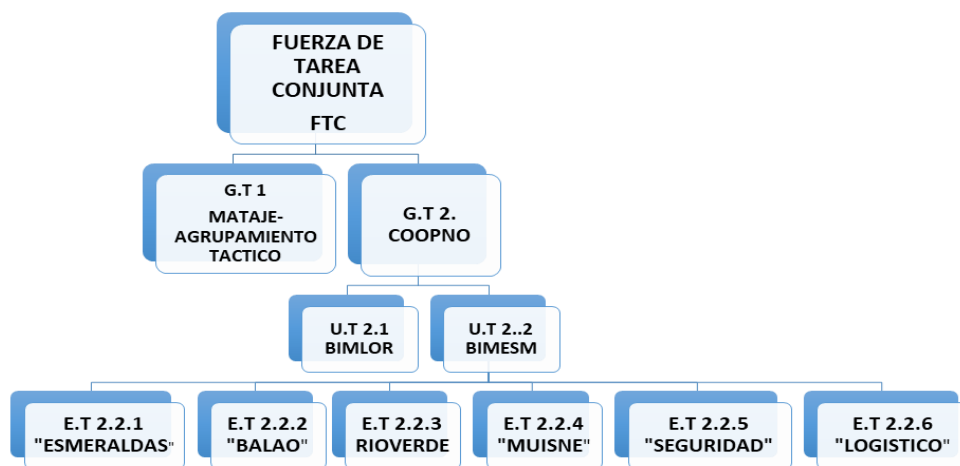 FUERZA DE
TAREA
CONJUNTA
FTC
G.T 1
MATAJE-
AGRUPAMIENTO
TACTICO
G.T 2.
COOPNO
U.T 2.1
BIMLOR
U.T 2..2
BIMESM
E.T 2.2.1
"ESMERALDAS"
E.T 2.2.2
"BALAO"
E.T 2.2.3
RIOVERDE
E.T 2.2.4
"MUISNE"
E.T 2.2.5
"SEGURIDAD"
E.T 2.2.6
"LOGISTICO"